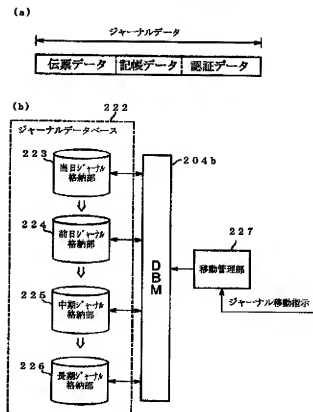 (a)
ジャーナルデータ
伝票データ 記帳データ 認証データ
(b)
222
ジャーナルデータベース
223
当日ジャーナル
格納部
204b
224
前日ジャーナル
格納部
DBM
227
移動管理部
225
中期ジャーナル
格納部
ジャーナル移動指示
226
長期ジャーナル
格納部